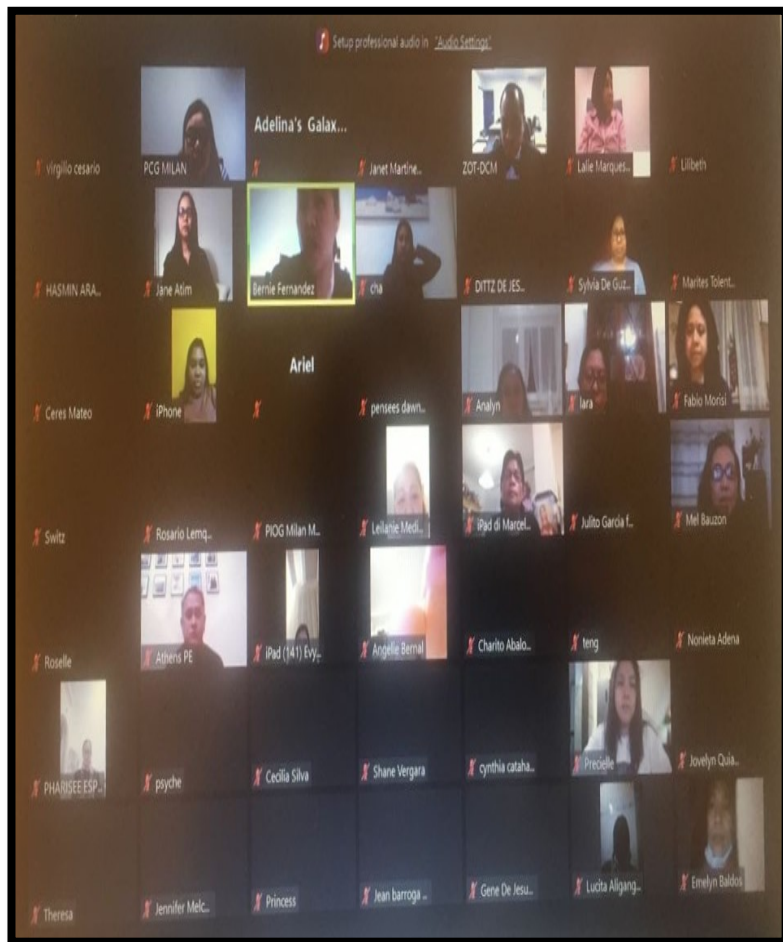 Setup professional audio in "Audio Settings"
virgilio cesario
PCG MILAN
Adelina's Galax...
Janet Martine...
ZOT-DCM
Lalie Marques...
Lilibeth
HASMIN ARA...
Jane Atim
Bernie Fernandez
cha
DITTZ DE JES...
Sylvia De Guz...
Marites Tolent...
Ceres Mateo
iPhone
Ariel
pensees dawn...
Analyn
lara
Fabio Morisi
Switz
Rosario Lemq...
PIOG Milan M...
Leilanie Medi...
iPad di Marcel...
Julito Garcia f...
Mel Bauzon
Roselle
Athens PE
iPad (141) Evy...
Angelie Bernal
Charito Abalo...
teng
Nonieta Adena
PHARISEE ESP...
psyche
Cecilia Silva
Shane Vergara
cynthia cataha...
Precielle
Jovelyn Quia...
Theresa
Jennifer Melc...
Princess
Jean barroga ...
Gene De Jesu...
Lucita Aligang...
Emelyn Baldos